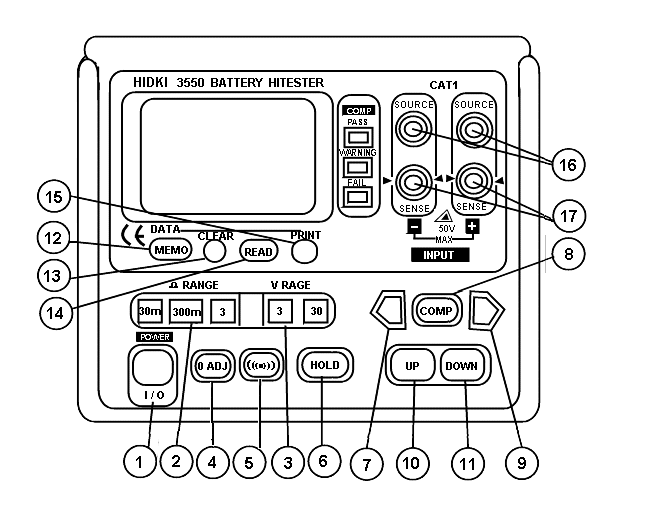 HIDKI 3550 BATTERY HITESTER
CAT1
COMP
SOURCE SOURCE
PASS
WARNING
FAIL
SENSE SENSE
50V
- MAX +
INPUT
16
17
15
DATA
CLEAR
PRINT
12
MEMO
READ
13
14
8
Ω RANGE V RAGE
30m 300m 3 3 30
COMP
POWER
I / O
0 ADJ
((((o))))
HOLD
UP
DOWN
1 2 4 5 3 6 7 10 11 9